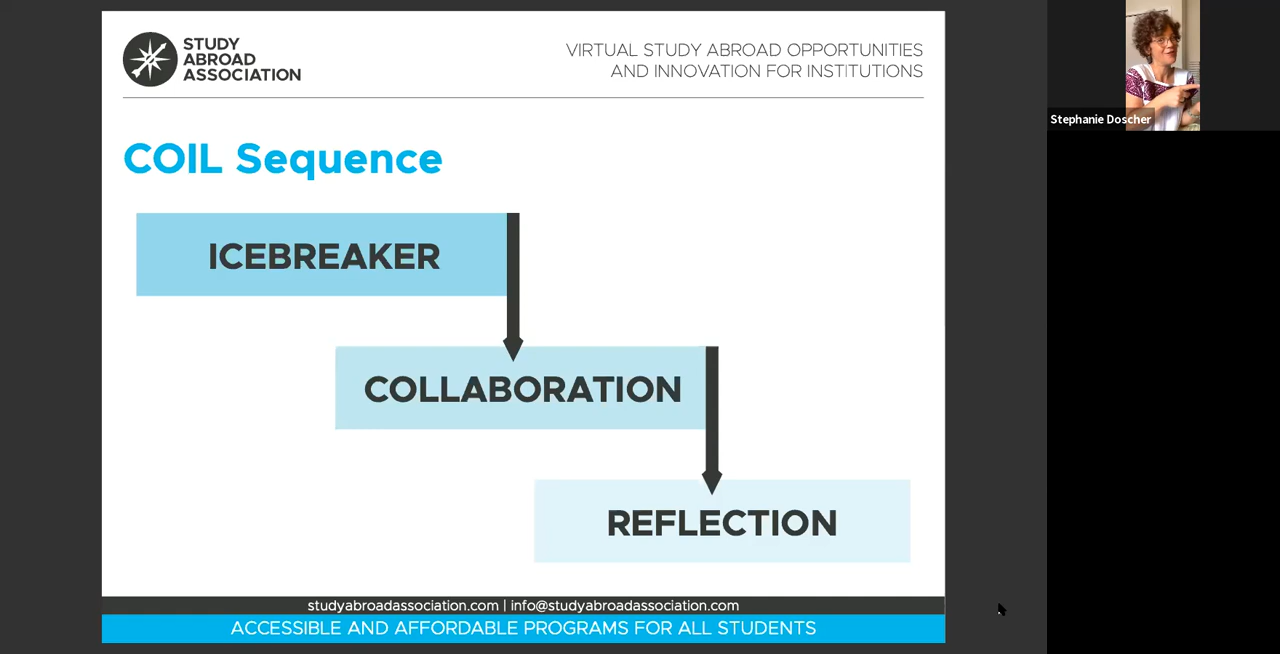 STUDY
ABROAD
ASSOCIATION
VIRTUAL STUDY ABROAD OPPORTUNITIES
AND INNOVATION FOR INSTITUTIONS
COIL Sequence
ICEBREAKER
COLLABORATION
REFLECTION
studyabroadassociation.com | info@studyabroadassociation.com
ACCESSIBLE AND AFFORDABLE PROGRAMS FOR ALL STUDENTS
Stephanie Doscher